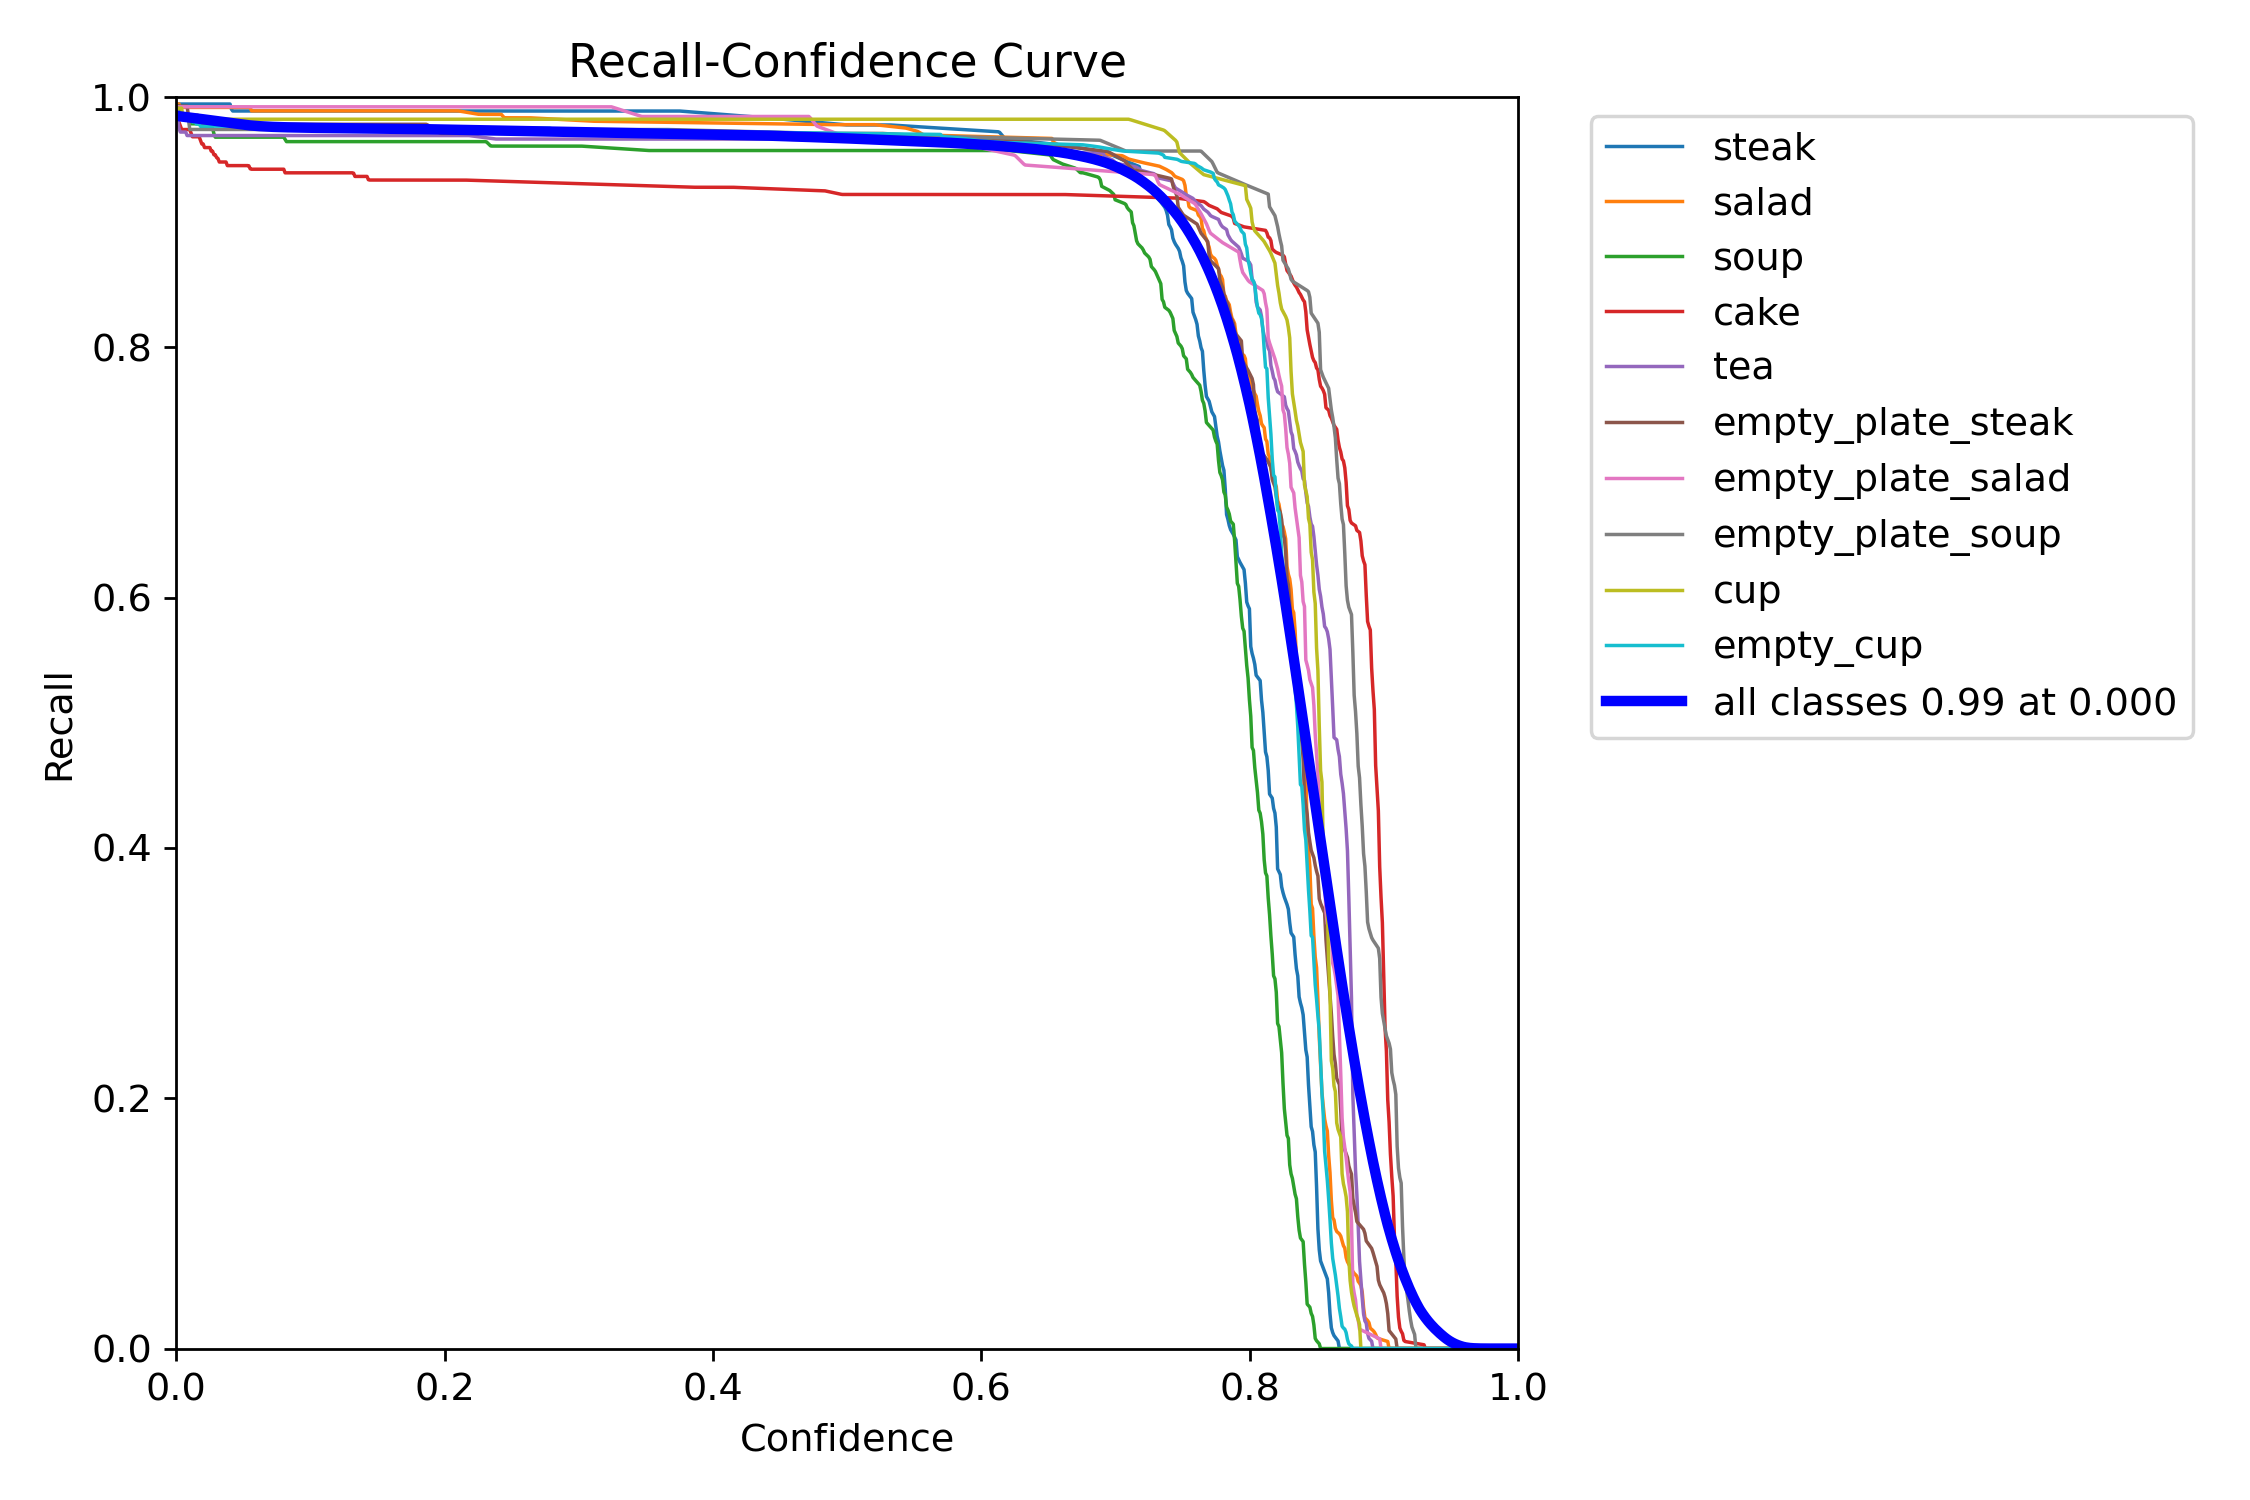 Recall-Confidence Curve
1.0
0.8
0.6
0.4
0.2
0.0
Recall
0.0 0.2 0.4 0.6 0.8 1.0
Confidence
steak
salad
soup
cake
tea
empty_plate_steak
empty_plate_salad
empty_plate_soup
cup
empty_cup
all classes 0.99 at 0.000